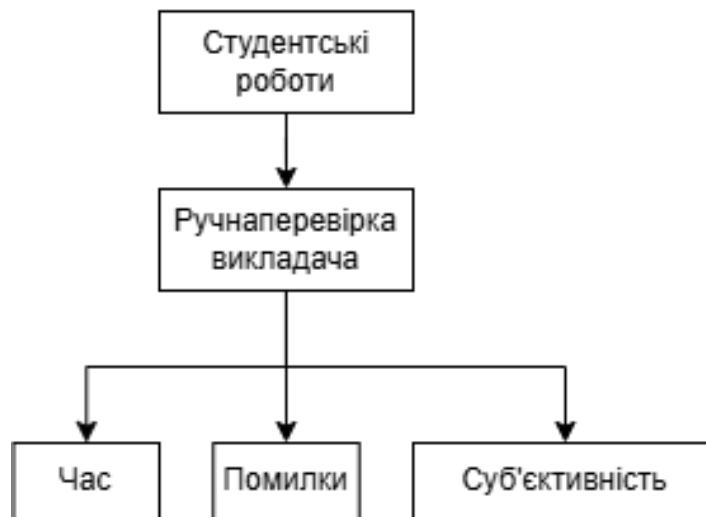 Студентські
роботи
Ручнаперевірка
викладача
Час
Помилки
Суб'єктивність